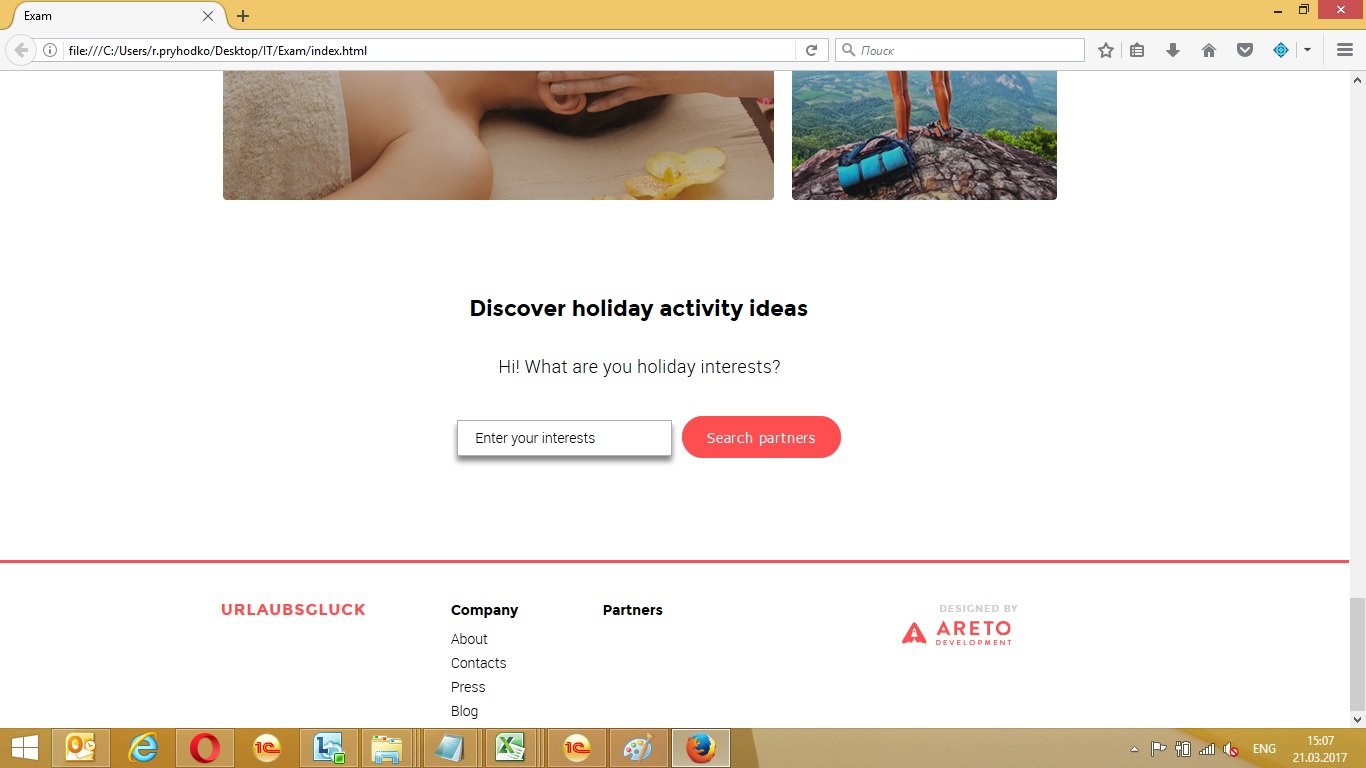 Exam
file:///C:/Users/r.pryhodko/Desktop/IT/Exam/index.html
Поиск
Discover holiday activity ideas
Hi! What are you holiday interests?
Enter your interests
Search partners
URLAUBSGLUCK
Company
About
Contacts
Press
Blog
Partners
DESIGNED BY
ARETO
DEVELOPMENT
1С
1С
ENG
15:07
21.03.2017